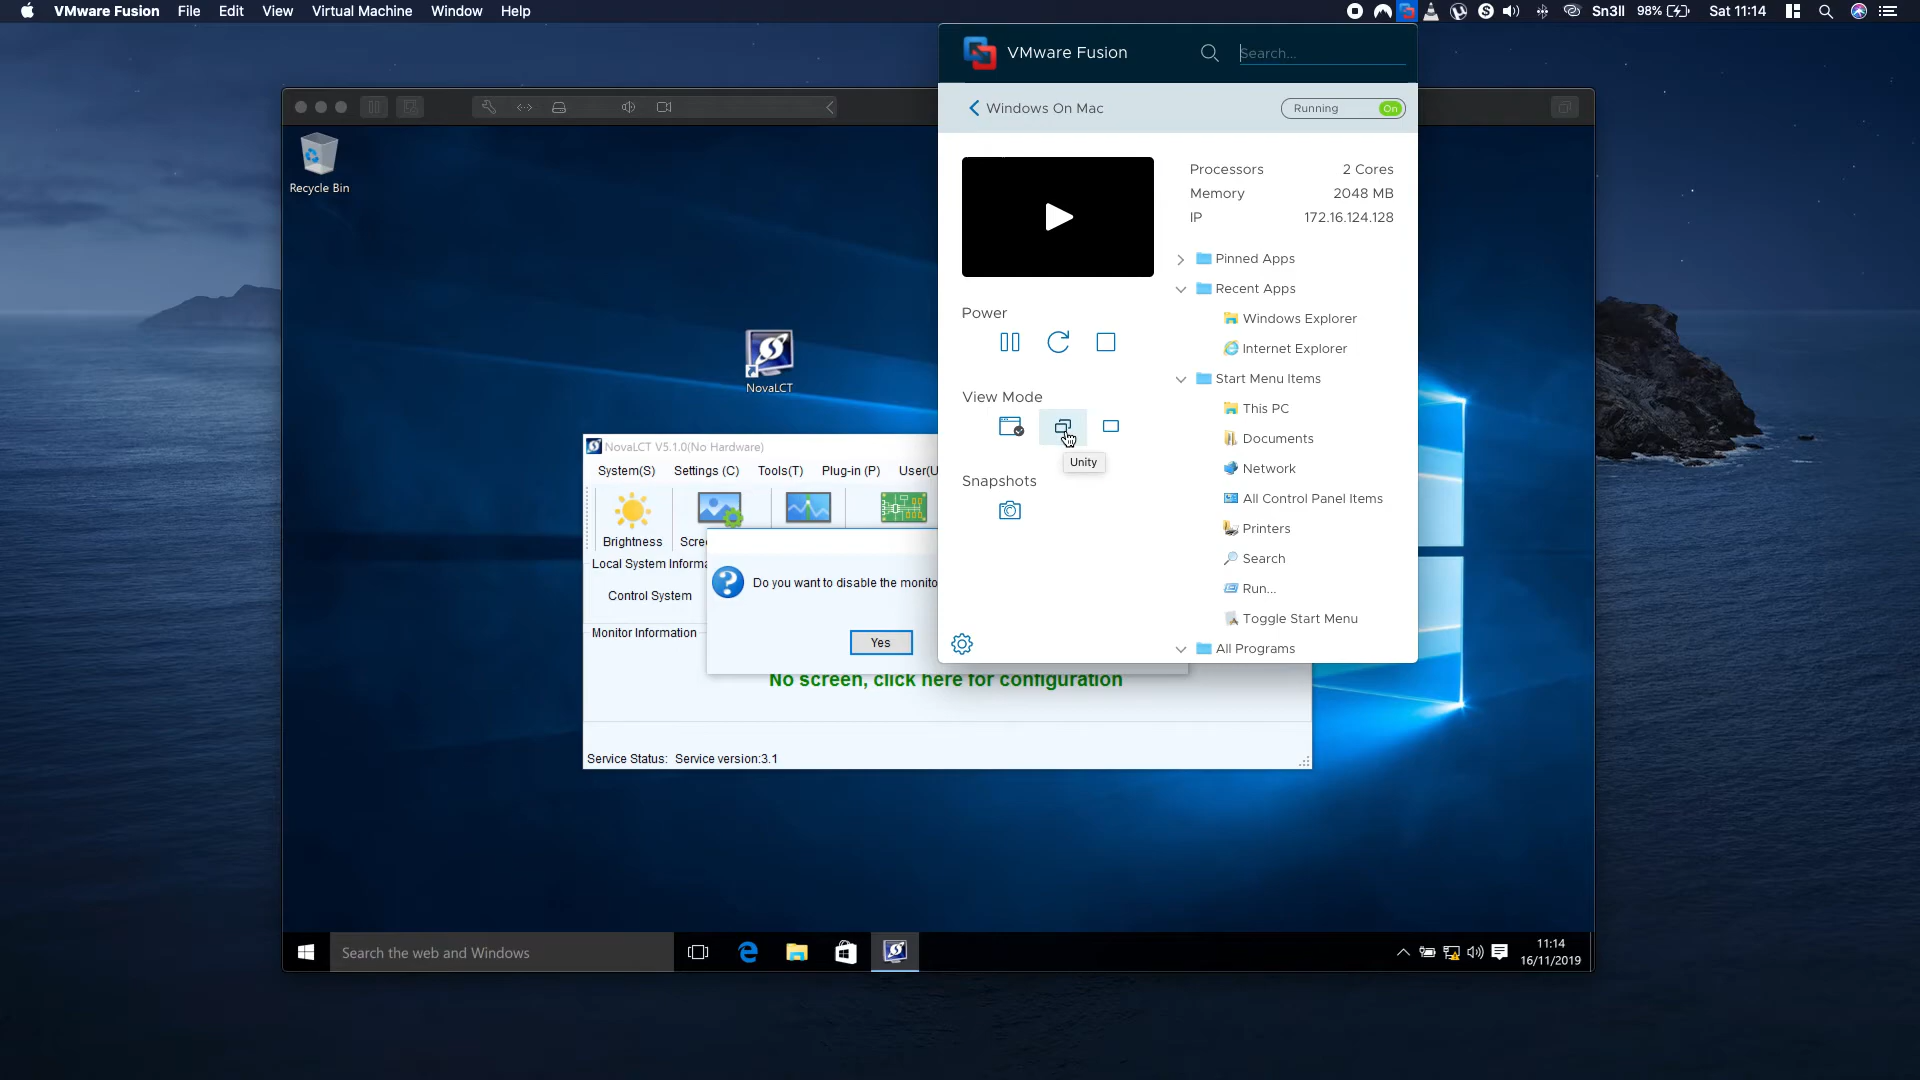 VMware Fusion File Edit View Virtual Machine Window Help
Sn3ll 98% Sat 11:14
VMware Fusion
Search...
Windows On Mac
Running On
Recycle Bin
Processors 2 Cores
Memory 2048 MB
IP 172.16.124.128
Pinned Apps
Recent Apps
Windows Explorer
Internet Explorer
Start Menu Items
This PC
Documents
Network
All Control Panel Items
Printers
Search
Run...
Toggle Start Menu
All Programs
Power
View Mode
Unity
Snapshots
NovaLCT
NovaLCT V5.1.0(No Hardware)
System(S) Settings (C) Tools(T) Plug-in (P) User(U
Brightness Scre
Local System Informa
Control System
Monitor Information
Do you want to disable the monito
Yes
No screen, click here for configuration
Service Status: Service version:3.1
Search the web and Windows
11:14
16/11/2019